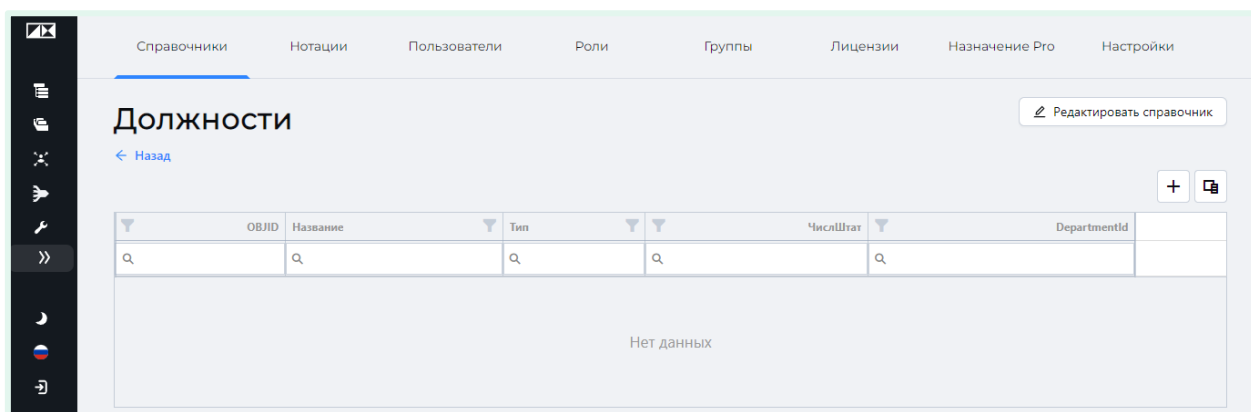 Справочники Нотации Пользователи Роли Группы Лицензии Назначение Pro Настройки
Должности
Редактировать справочник
← Назад
OBJID Название Тип ЧислШтат DepartmentId
Нет данных